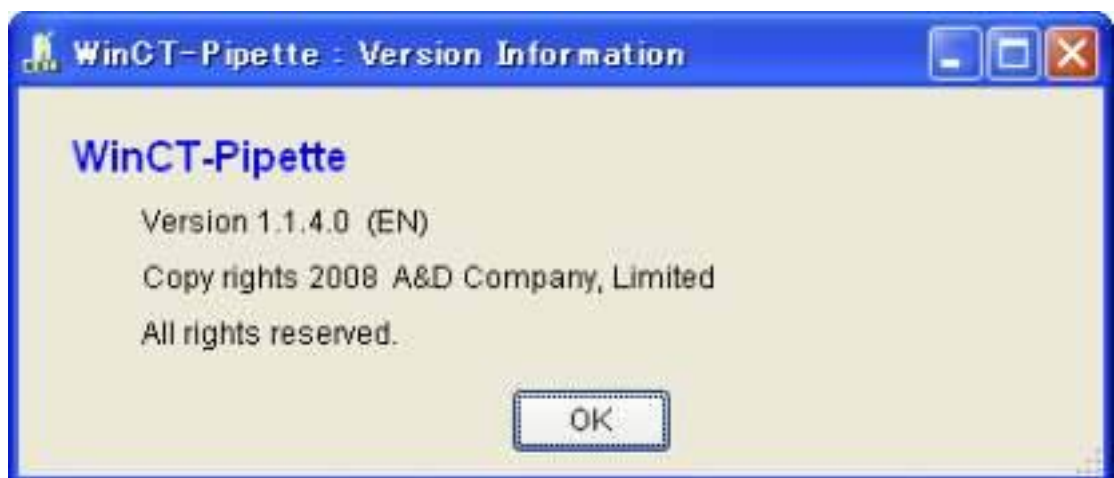 WinCT-Pipette : Version Information
WinCT-Pipette
Version 1.1.4.0 (EN)
Copy rights 2008 A&D Company, Limited
All rights reserved.
OK